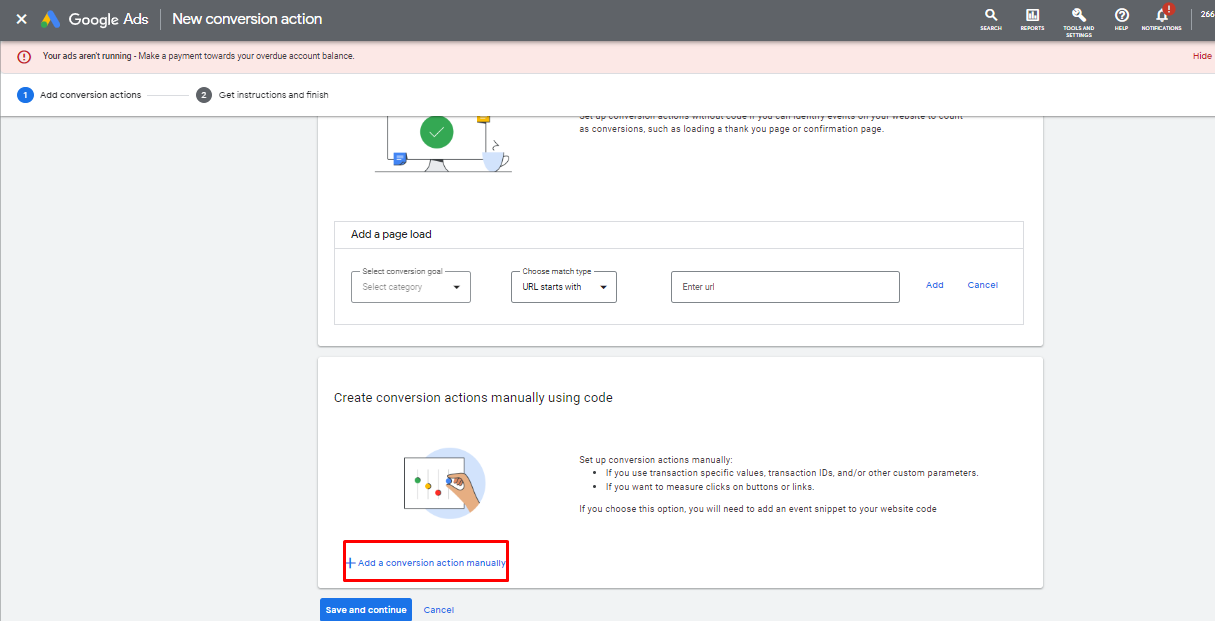 Google Ads
New conversion action
SEARCH
REPORTS
TOOLS AND
SETTINGS
HELP
NOTIFICATIONS
266
Your ads aren't running - Make a payment towards your overdue account balance.
Hide
1 Add conversion actions
2 Get instructions and finish
Set up conversion actions without code if you can identify events on your website to count
as conversions, such as loading a thank you page or confirmation page.
Add a page load
Select conversion goal
Select category
Choose match type
URL starts with
Enter url
Add
Cancel
Create conversion actions manually using code
Set up conversion actions manually:
• If you use transaction specific values, transaction IDs, and/or other custom parameters.
• If you want to measure clicks on buttons or links.
If you choose this option, you will need to add an event snippet to your website code
+ Add a conversion action manually
Save and continue
Cancel